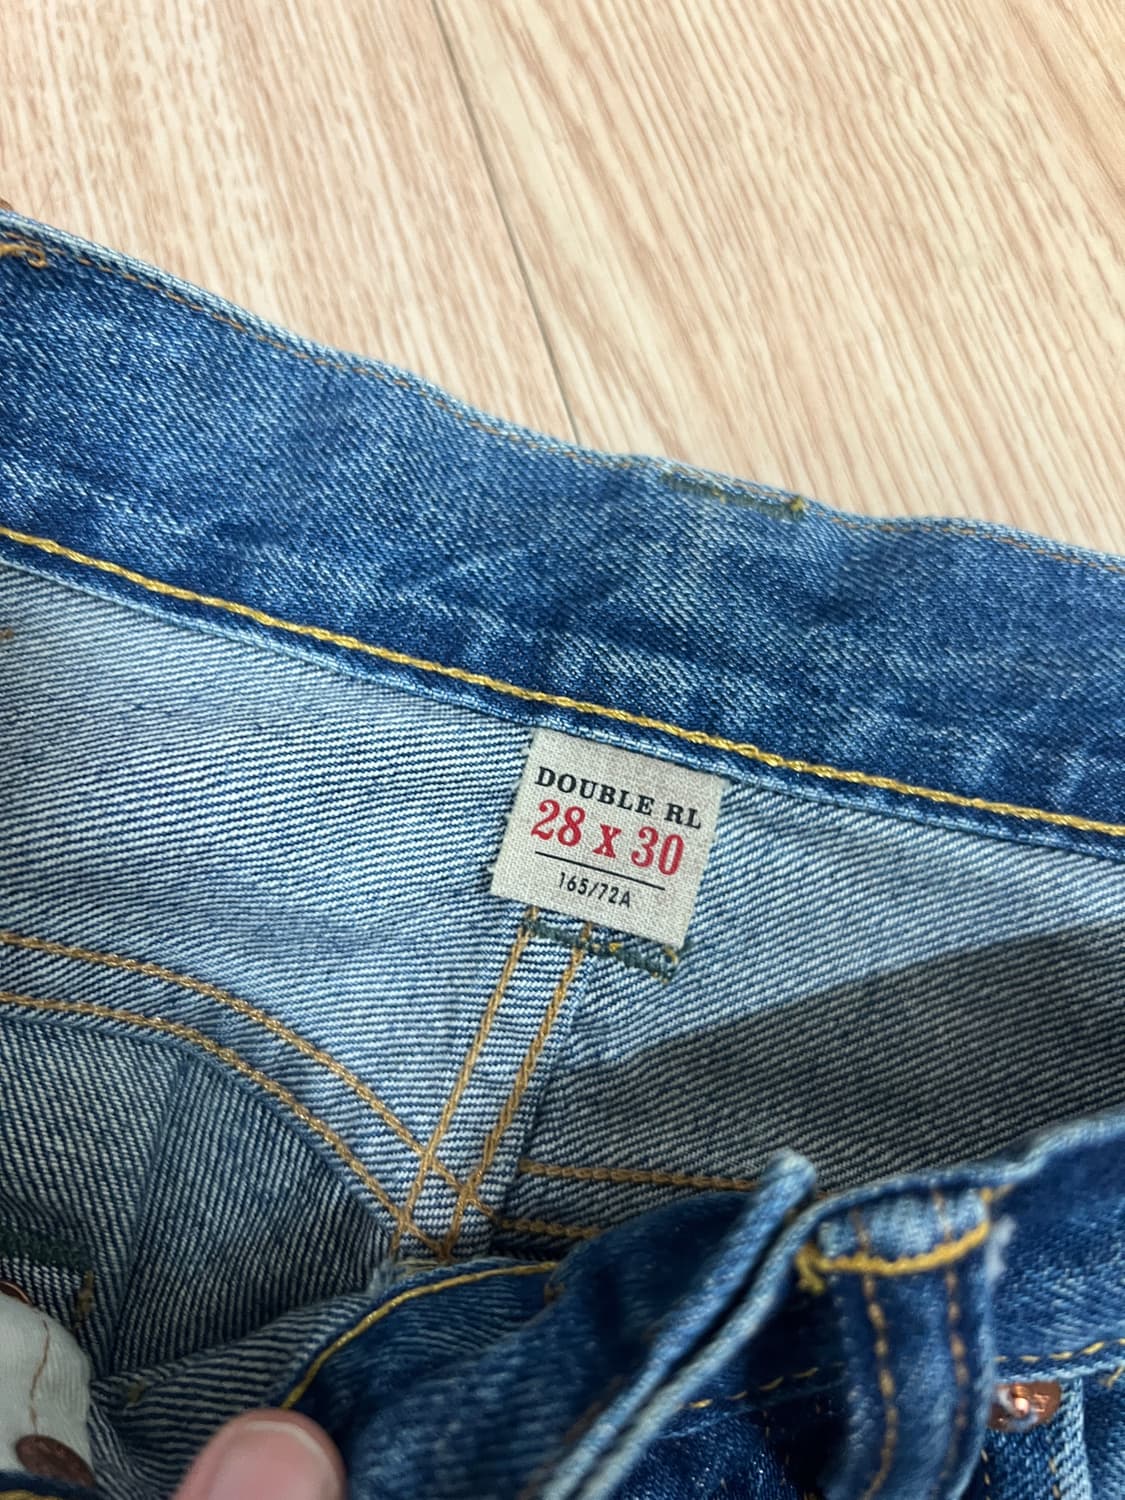 DOUBLE RL
28 x 30
165/72A